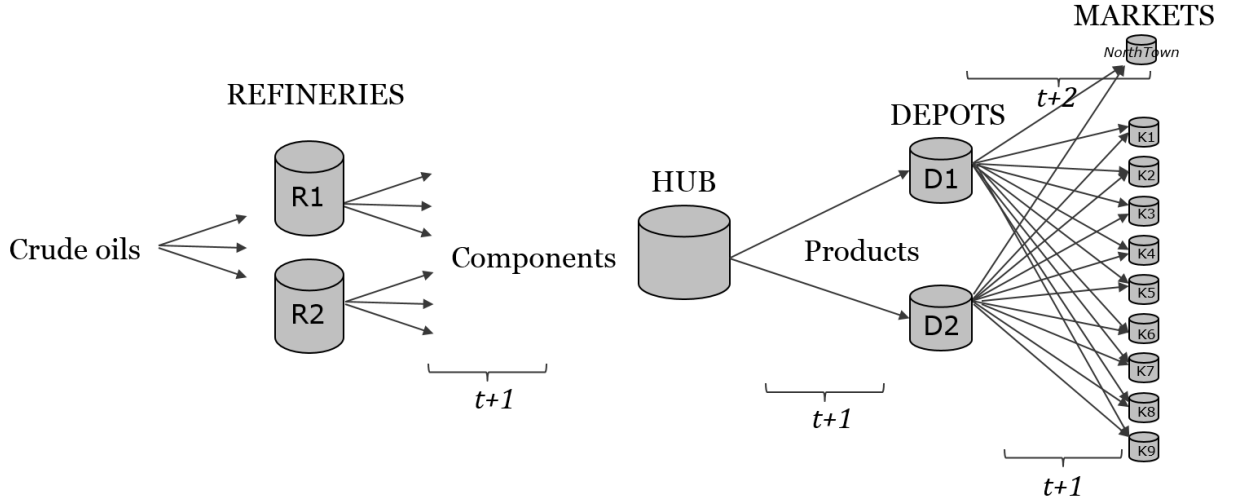 MARKETS
NorthTown
t+2
REFINERIES
DEPOTS
K1
K2
HUB
D1
R1
K3
Crude oils
Components
Products
K4
K5
R2
D2
K6
K7
t+1
t+1
K8
K9
t+1